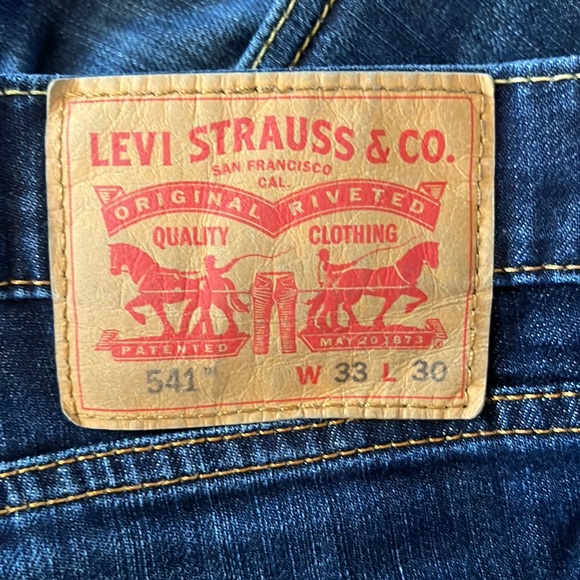 LEVI STRAUSS & CO.
SAN FRANCISCO
CAL.
ORIGINAL RIVETED
QUALITY CLOTHING
PATENTED MAY 20 1873
541™ W 33 L 30